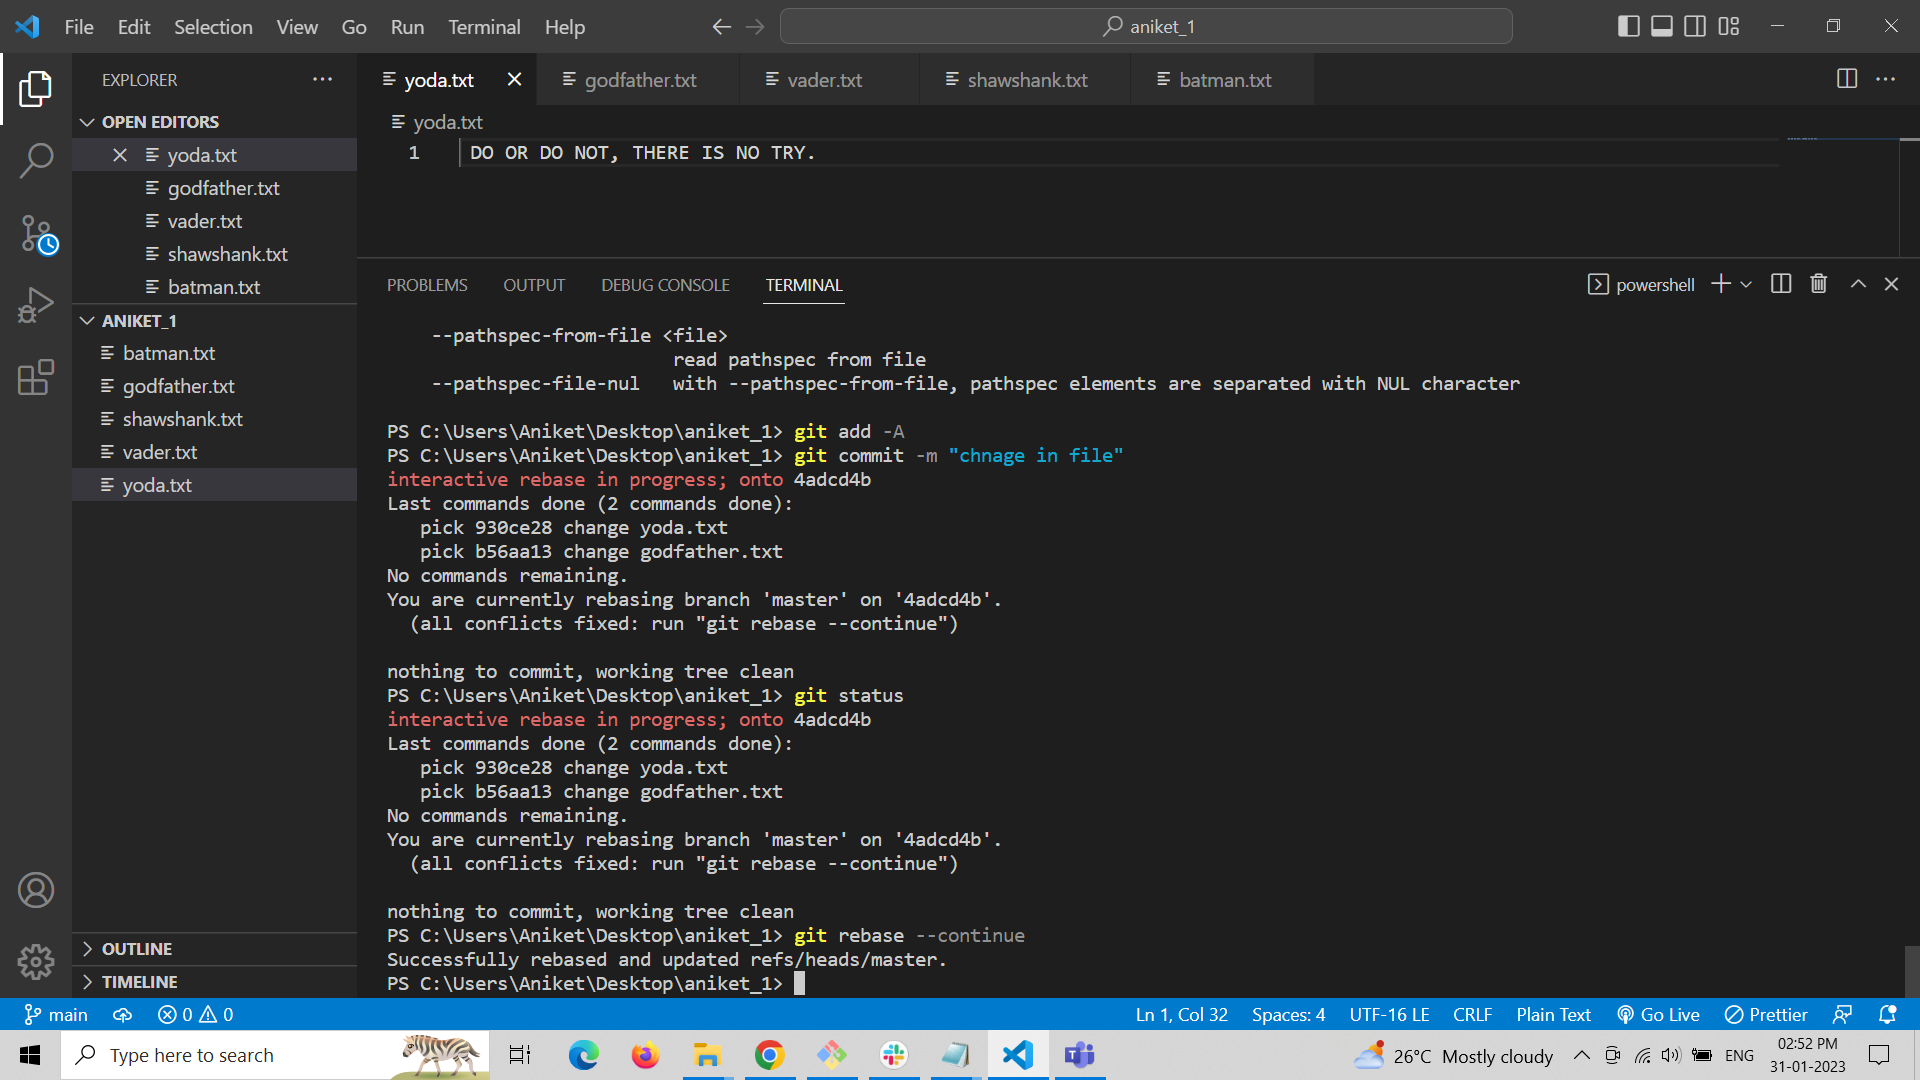 File Edit Selection View Go Run Terminal Help
aniket_1
EXPLORER
yoda.txt
godfather.txt
vader.txt
shawshank.txt
batman.txt
OPEN EDITORS
yoda.txt
godfather.txt
vader.txt
shawshank.txt
batman.txt
ANIKET_1
batman.txt
godfather.txt
shawshank.txt
vader.txt
yoda.txt
OUTLINE
TIMELINE
yoda.txt
1 DO OR DO NOT, THERE IS NO TRY.
PROBLEMS OUTPUT DEBUG CONSOLE TERMINAL
powershell
--pathspec-from-file <file>
read pathspec from file
--pathspec-file-nul with --pathspec-from-file, pathspec elements are separated with NUL character
PS C:\Users\Aniket\Desktop\aniket_1> git add -A
PS C:\Users\Aniket\Desktop\aniket_1> git commit -m "chnage in file"
interactive rebase in progress; onto 4adcd4b
Last commands done (2 commands done):
pick 930ce28 change yoda.txt
pick b56aa13 change godfather.txt
No commands remaining.
You are currently rebasing branch 'master' on '4adcd4b'.
(all conflicts fixed: run "git rebase --continue")
nothing to commit, working tree clean
PS C:\Users\Aniket\Desktop\aniket_1> git status
interactive rebase in progress; onto 4adcd4b
Last commands done (2 commands done):
pick 930ce28 change yoda.txt
pick b56aa13 change godfather.txt
No commands remaining.
You are currently rebasing branch 'master' on '4adcd4b'.
(all conflicts fixed: run "git rebase --continue")
nothing to commit, working tree clean
PS C:\Users\Aniket\Desktop\aniket_1> git rebase --continue
Successfully rebased and updated refs/heads/master.
PS C:\Users\Aniket\Desktop\aniket_1>
main 0 0 Ln 1, Col 32 Spaces: 4 UTF-16 LE CRLF Plain Text Go Live Prettier
Type here to search
26°C Mostly cloudy ENG
02:52 PM
31-01-2023